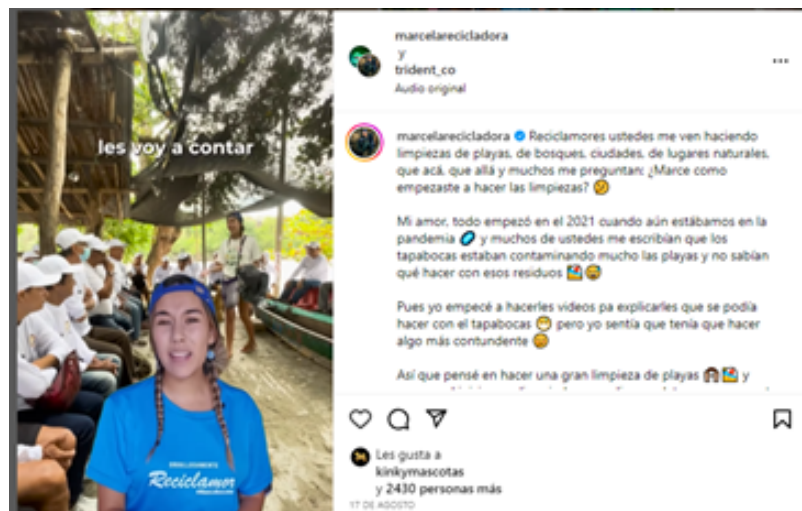 les voy a contar
Reciclamor
marcelarecicladora
y
trident_co
Audio original
marcelarecicladora Reciclamores ustedes me ven haciendo
limpiezas de playas, de bosques, ciudades, de lugares naturales,
que acá, que allá y muchos me preguntan: ¿Marce como
empezaste a hacer las limpiezas? 🤣
Mi amor, todo empezó en el 2021 cuando aún estábamos en la
pandemia y muchos de ustedes me escribían que los
tapabocas estaban contaminando mucho las playas y no sabían
qué hacer con esos residuos
Pues yo empecé a hacerles videos pa explicarles que se podía
hacer con el tapabocas pero yo sentía que tenía que hacer
algo más contundente
Así que pensé en hacer una gran limpieza de playas y
Les gusta a
kinkymascotas
y 2430 personas más
17 DE AGOSTO